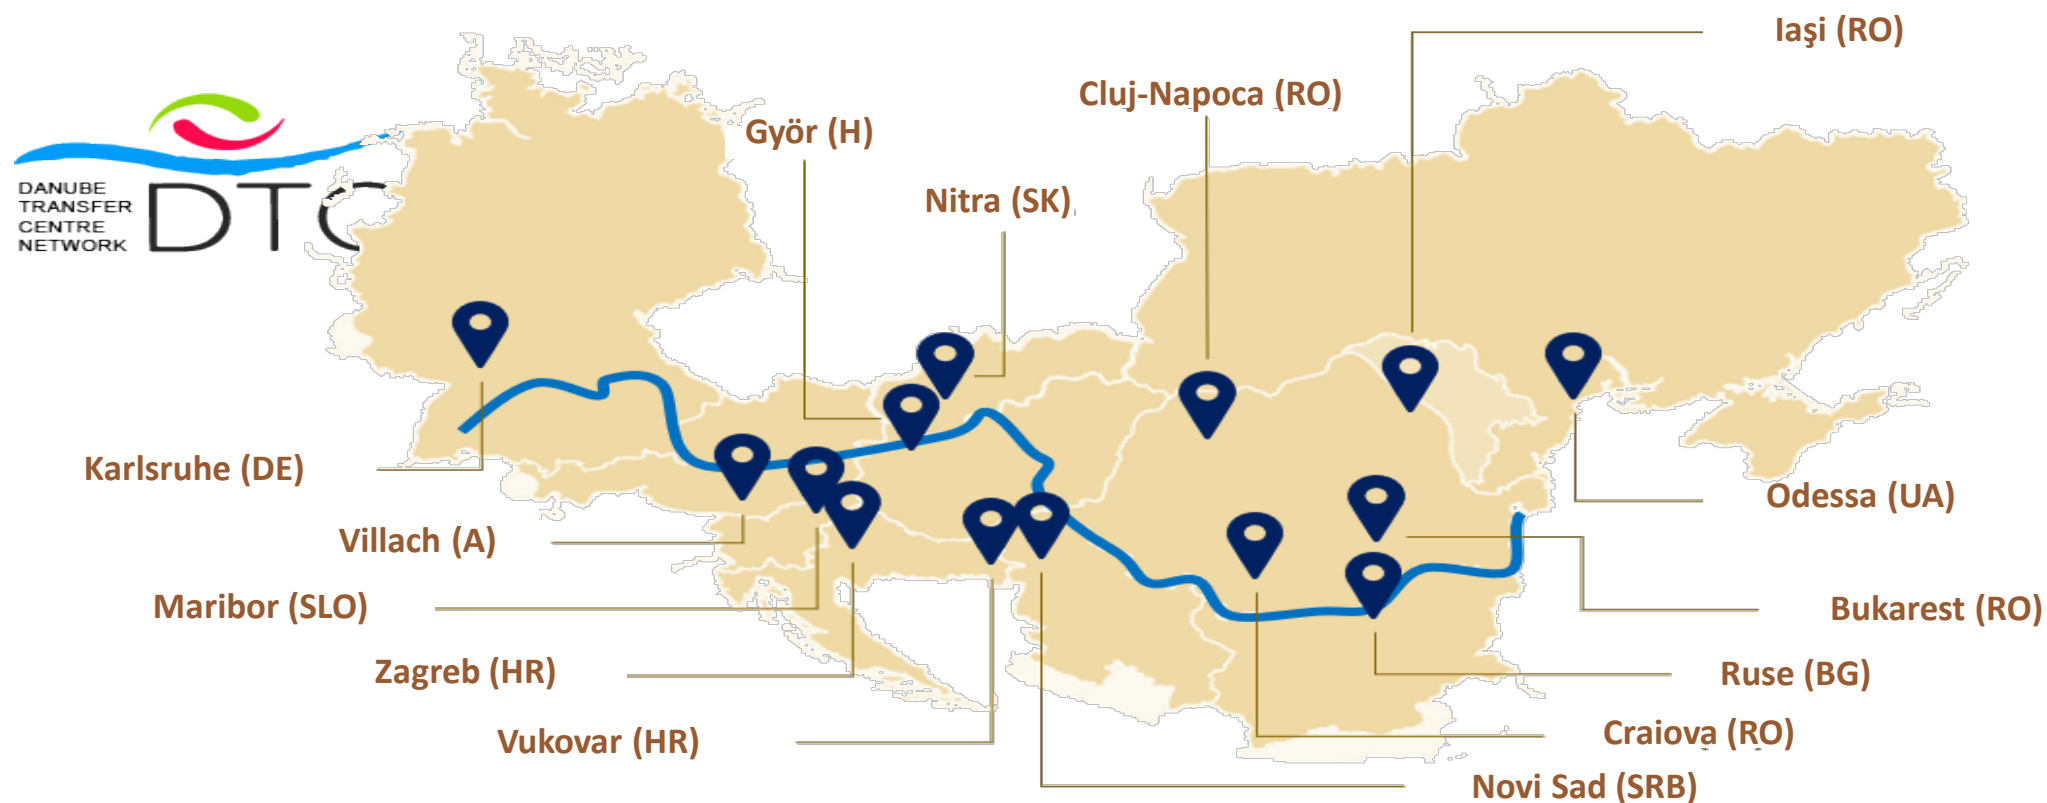 Iaşi (RO)
Cluj-Napoca (RO)
Györ (H)
Nitra (SK)
DANUBE
TRANSFER
CENTRE
NETWORK
DTC
Karlsruhe (DE)
Odessa (UA)
Villach (A)
Maribor (SLO)
Bukarest (RO)
Zagreb (HR)
Ruse (BG)
Vukovar (HR)
Craiova (RO)
Novi Sad (SRB)